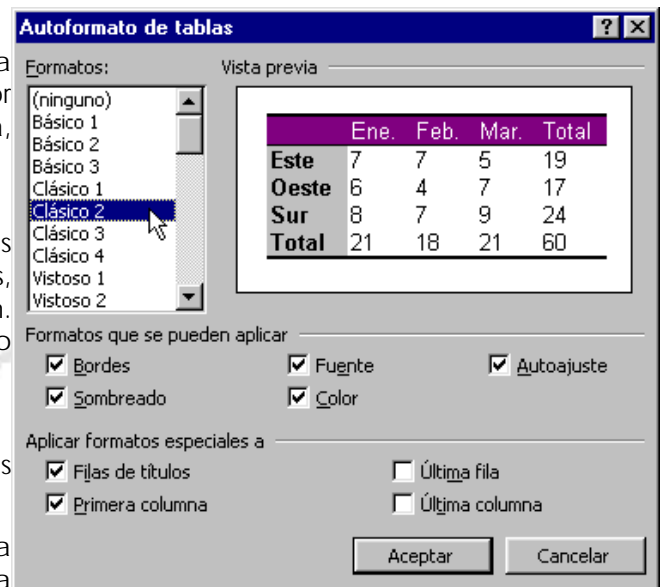 Autoformato de tablas
Formatos:
(ninguno)
Básico 1
Básico 2
Básico 3
Clásico 1
Clásico 2
Clásico 3
Clásico 4
Vistoso 1
Vistoso 2
Vista previa
Ene. Feb. Mar. Total
Este 7 7 5 19
Oeste 6 4 7 17
Sur 8 7 9 24
Total 21 18 21 60
Formatos que se pueden aplicar
Bordes Fuente Autoajuste
Sombreado Color
Aplicar formatos especiales a
Filas de títulos Última fila
Primera columna Última columna
Aceptar Cancelar